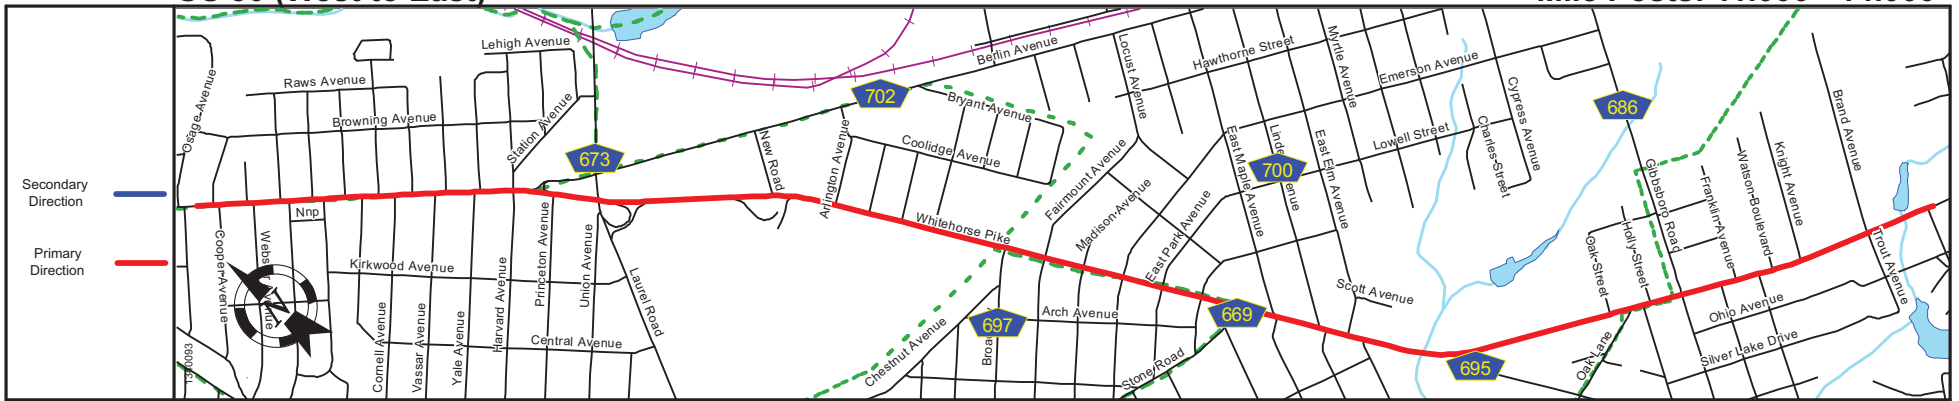 Secondary
Direction
Primary
Direction
Osage Avenue
Raws Avenue
Browning Avenue
Lehigh Avenue
Station Avenue
673
702
New Road
Arlington Avenue
Berlin Avenue
Bryant Avenue
Coolidge Avenue
Locust Avenue
Hawthorne Street
Fairmount Avenue
Madison Avenue
East Park Avenue
East Maple Avenue
700
East Elm Avenue
Myrtle Avenue
Emerson Avenue
Lowell Street
Charles Street
Cypress Avenue
686
Gibbsboro Road
Franklin Avenue
Watson Boulevard
Knight Avenue
Brand Avenue
Trout Avenue
Nnp
Cooper Avenue
N
Kirkwood Avenue
Cornell Avenue
Vassar Avenue
Yale Avenue
Harvard Avenue
Princeton Avenue
Union Avenue
Central Avenue
Laurel Road
Whitehorse Pike
Chestnut Avenue
697
Arch Avenue
Stone Road
669
Scott Avenue
695
Oak Street
Holly Street
Oak Lane
Ohio Avenue
Silver Lake Drive